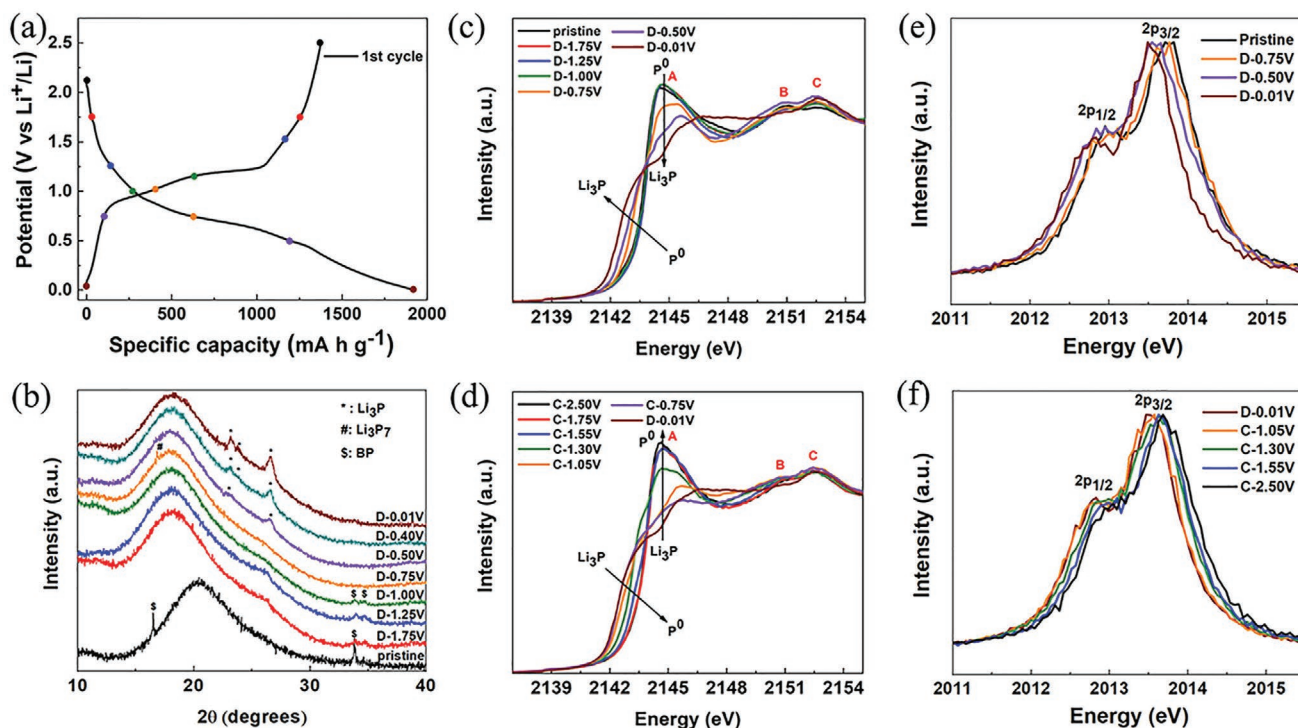 (a)
2.5
2.0
1.5
1.0
0.5
0.0
Potential (V vs Li⁺/Li)
1st cycle
0 500 1000 1500 2000
Specific capacity (mA h g⁻¹)
(b)
Intensity (a.u.)
*: Li₃P
#: Li₃P₇
$: BP
* * *
* * *
# * *
D-0.01V
D-0.40V
D-0.50V
D-0.75V
D-1.00V
$ $
D-1.25V
D-1.75V
$ $
pristine
10 20 30 40
2θ (degrees)
(c)
Intensity (a.u.)
pristine D-0.50V
D-1.75V D-0.01V
D-1.25V
D-1.00V
D-0.75V
P⁰
A
B C
Li₃P
Li₃P
P⁰
2139 2142 2145 2148 2151 2154
Energy (eV)
(d)
Intensity (a.u.)
C-2.50V C-0.75V
C-1.75V D-0.01V
C-1.55V
C-1.30V
C-1.05V
P⁰ A
B C
Li₃P
Li₃P
P⁰
2139 2142 2145 2148 2151 2154
Energy (eV)
(e)
Intensity (a.u.)
2p3/2
2p1/2
Pristine
D-0.75V
D-0.50V
D-0.01V
2011 2012 2013 2014 2015
Energy (eV)
(f)
Intensity (a.u.)
2p3/2
2p1/2
D-0.01V
C-1.05V
C-1.30V
C-1.55V
C-2.50V
2011 2012 2013 2014 2015
Energy (eV)